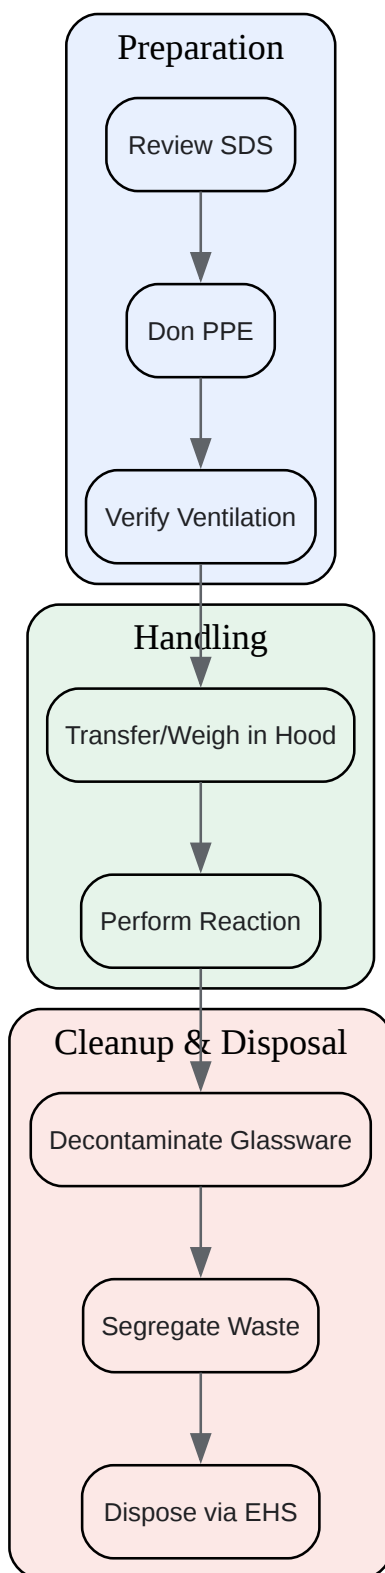 Preparation
Review SDS
Don PPE
Verify Ventilation
Handling
Transfer/Weigh in Hood
Perform Reaction
Cleanup & Disposal
Decontaminate Glassware
Segregate Waste
Dispose via EHS